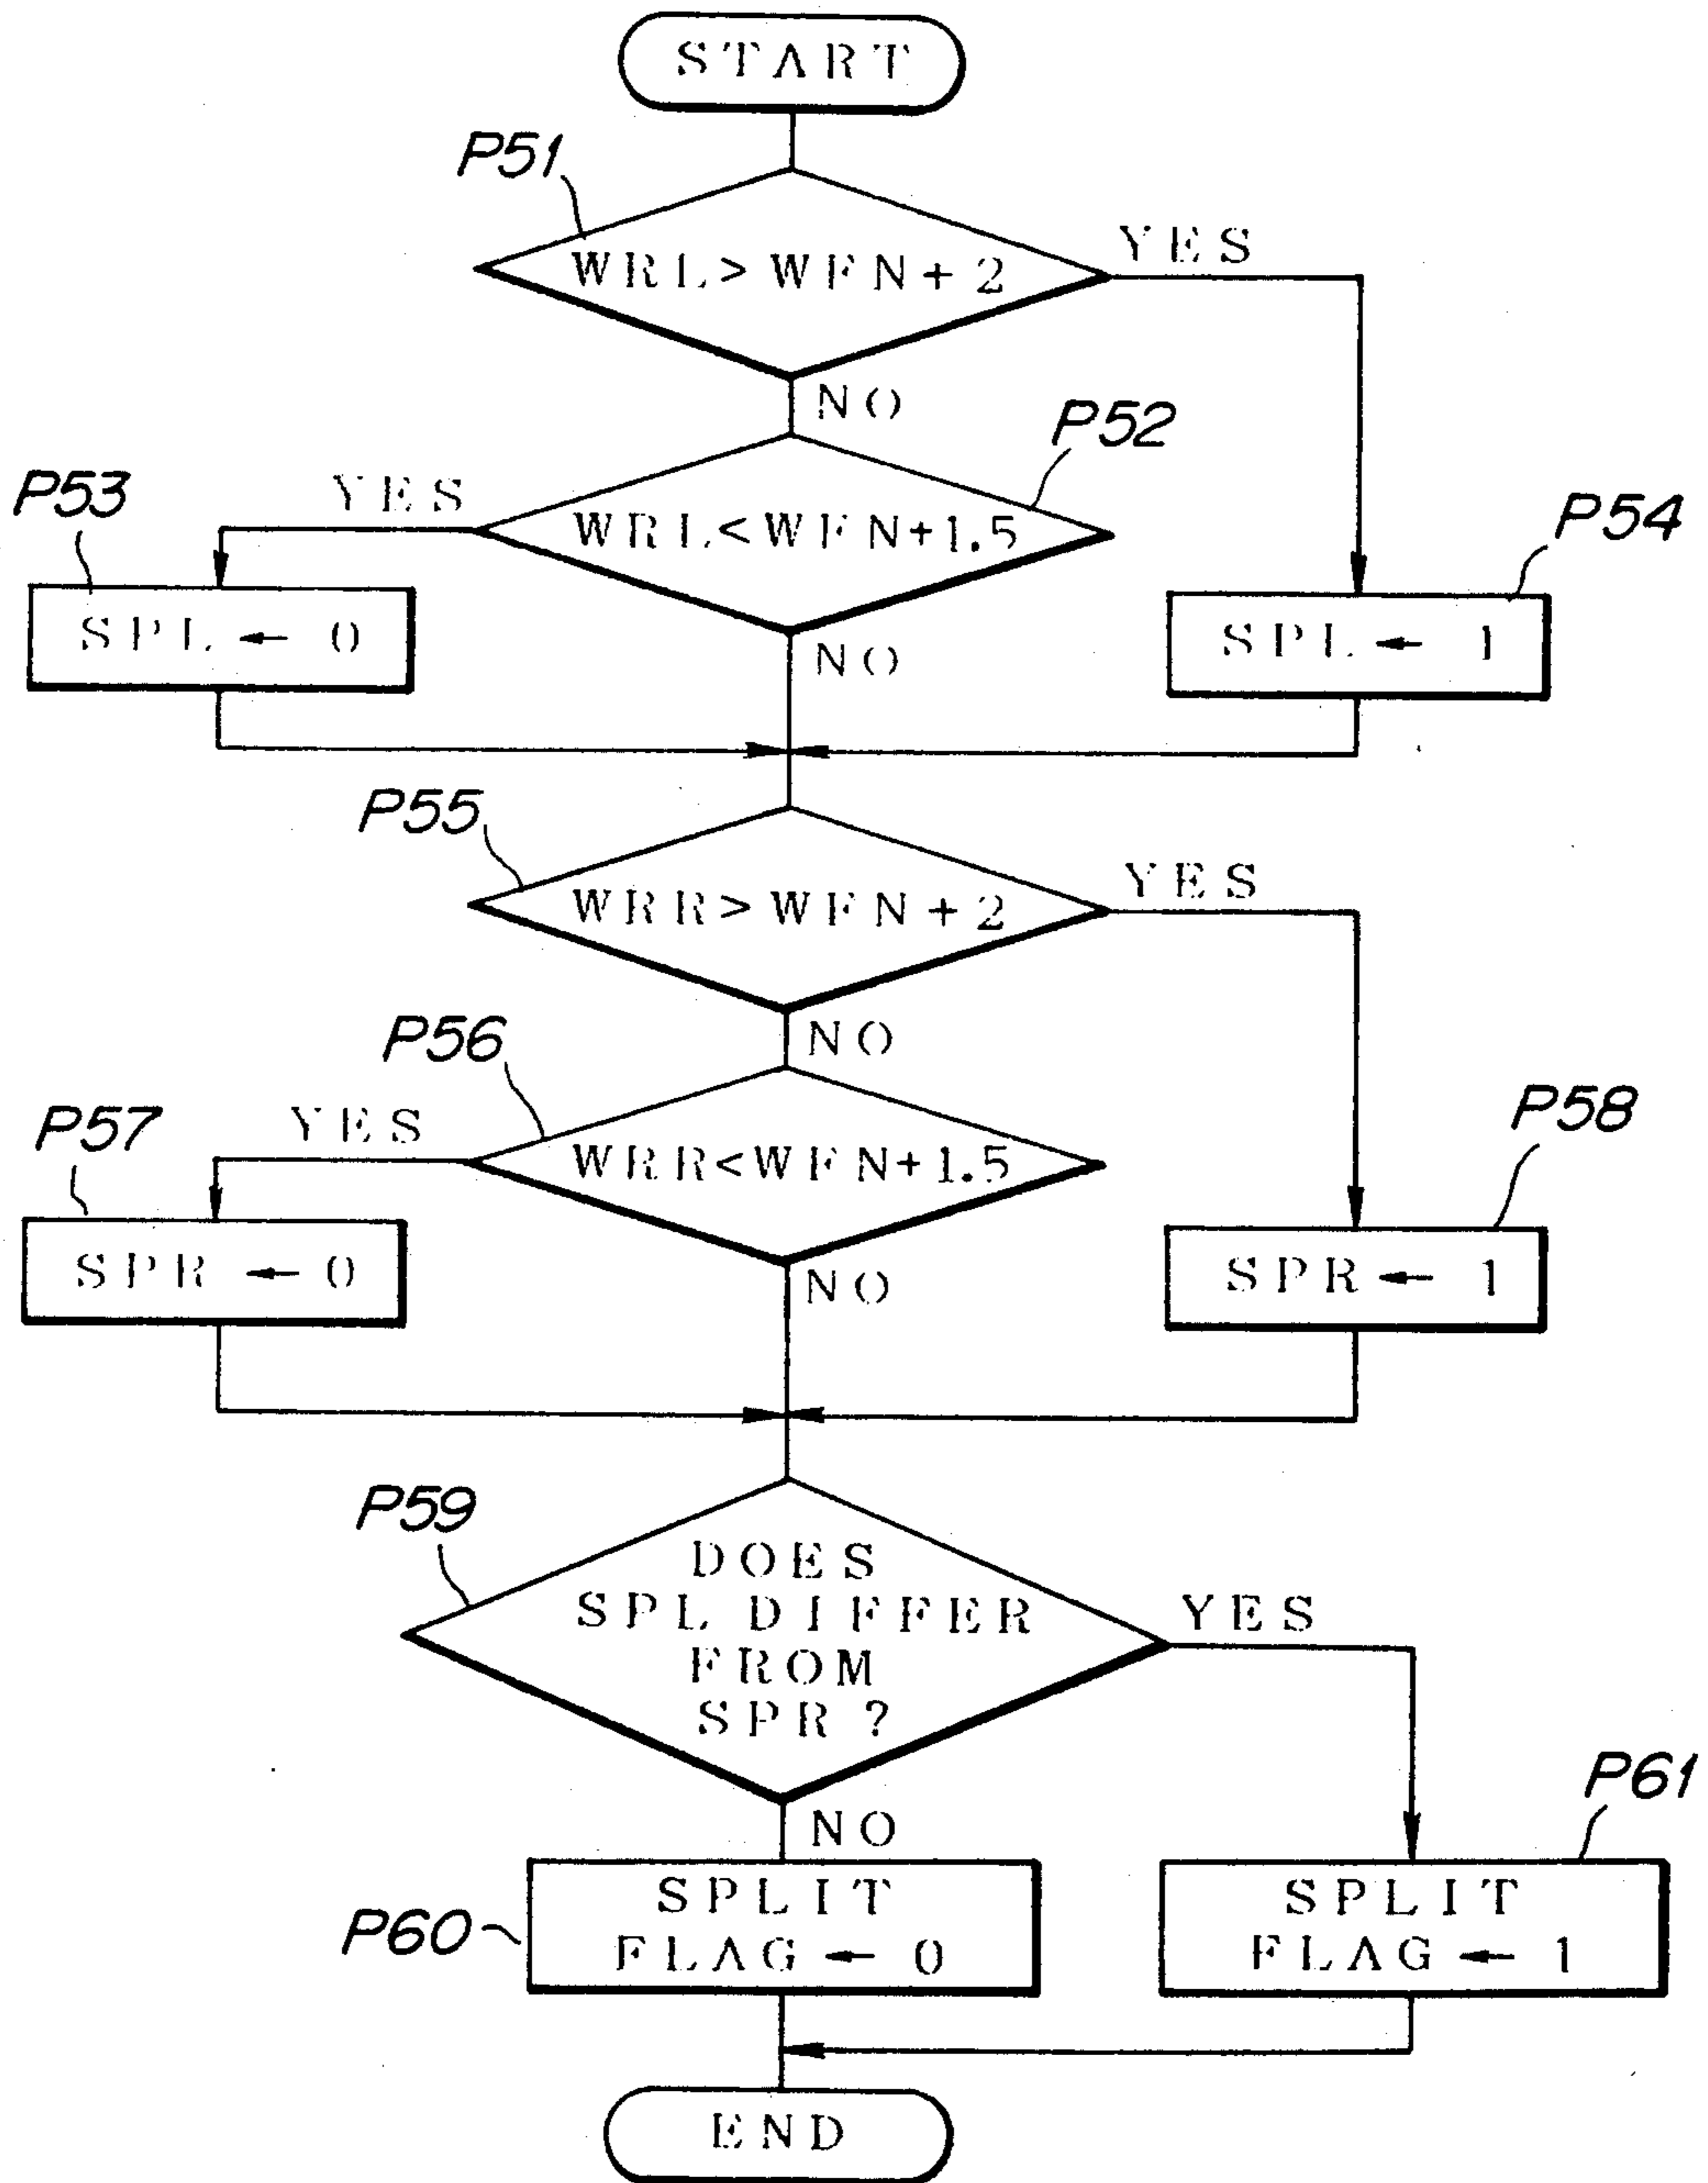 START
P51
WRL > WFN + 2
YES
NO
P52
P53
YES
WRL < WFN + 1.5
P54
SPL ← 0
NO
SPL ← 1
P55
WRR > WFN + 2
YES
NO
P56
P57
YES
WRR < WFN + 1.5
P58
SPR ← 0
NO
SPR ← 1
P59
DOES
SPL DIFFER
FROM
SPR ?
YES
P61
NO
P60
SPLIT
FLAG ← 0
SPLIT
FLAG ← 1
END